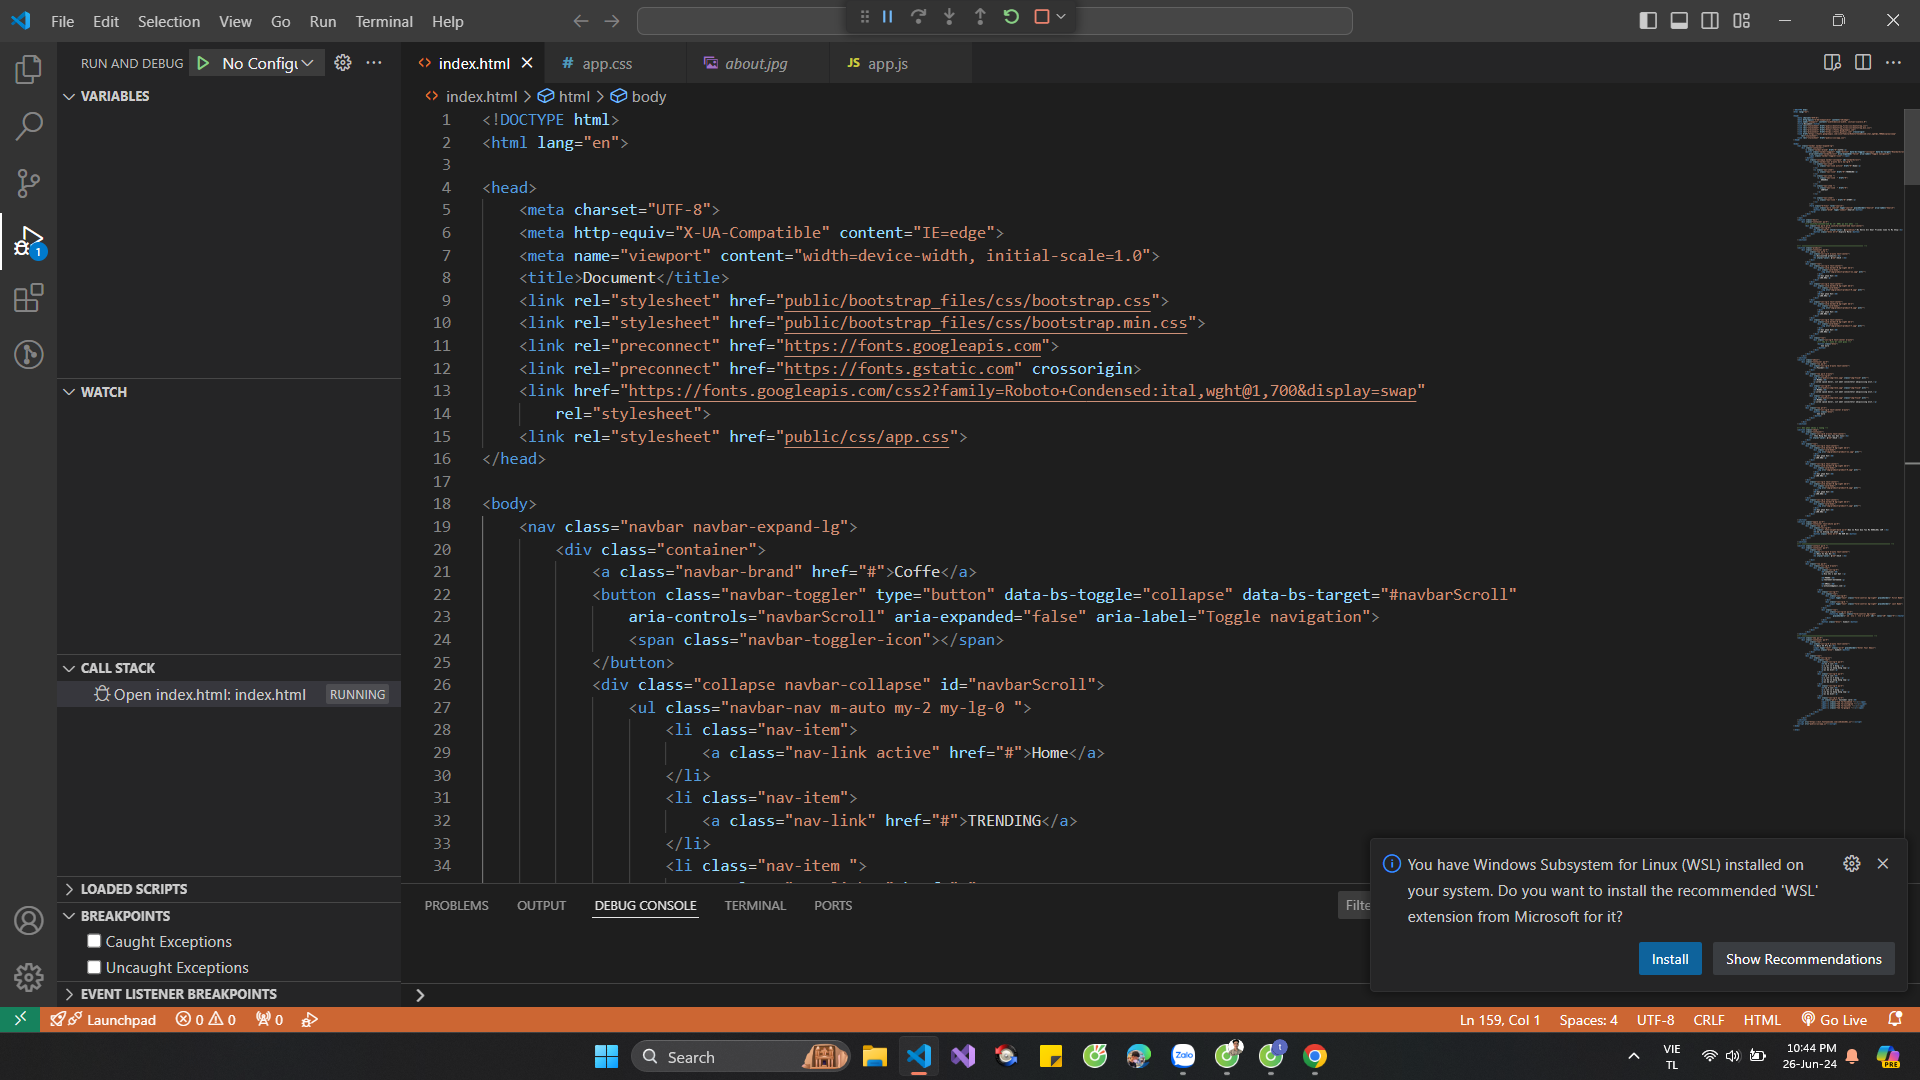 File Edit Selection View Go Run Terminal Help
RUN AND DEBUG No Configu
index.html app.css about.jpg JS app.js
VARIABLES
WATCH
CALL STACK
Open index.html: index.html RUNNING
LOADED SCRIPTS
BREAKPOINTS
Caught Exceptions
Uncaught Exceptions
EVENT LISTENER BREAKPOINTS
index.html > html > body
1 <!DOCTYPE html>
2 <html lang="en">
3
4 <head>
5 <meta charset="UTF-8">
6 <meta http-equiv="X-UA-Compatible" content="IE=edge">
7 <meta name="viewport" content="width=device-width, initial-scale=1.0">
8 <title>Document</title>
9 <link rel="stylesheet" href="public/bootstrap_files/css/bootstrap.css">
10 <link rel="stylesheet" href="public/bootstrap_files/css/bootstrap.min.css">
11 <link rel="preconnect" href="https://fonts.googleapis.com">
12 <link rel="preconnect" href="https://fonts.gstatic.com" crossorigin>
13 <link href="https://fonts.googleapis.com/css2?family=Roboto+Condensed:ital,wght@1,700&display=swap"
14 rel="stylesheet">
15 <link rel="stylesheet" href="public/css/app.css">
16 </head>
17
18 <body>
19 <nav class="navbar navbar-expand-lg">
20 <div class="container">
21 <a class="navbar-brand" href="#">Coffe</a>
22 <button class="navbar-toggler" type="button" data-bs-toggle="collapse" data-bs-target="#navbarScroll"
23 aria-controls="navbarScroll" aria-expanded="false" aria-label="Toggle navigation">
24 <span class="navbar-toggler-icon"></span>
25 </button>
26 <div class="collapse navbar-collapse" id="navbarScroll">
27 <ul class="navbar-nav m-auto my-2 my-lg-0 ">
28 <li class="nav-item">
29 <a class="nav-link active" href="#">Home</a>
30 </li>
31 <li class="nav-item">
32 <a class="nav-link" href="#">TRENDING</a>
33 </li>
34 <li class="nav-item ">
PROBLEMS OUTPUT DEBUG CONSOLE TERMINAL PORTS Filte
You have Windows Subsystem for Linux (WSL) installed on
your system. Do you want to install the recommended 'WSL'
extension from Microsoft for it?
Install Show Recommendations
Launchpad 0 0 0 Ln 159, Col 1 Spaces: 4 UTF-8 CRLF HTML Go Live
Search Zalo t VIE 10:44 PM
TL 26-Jun-24 PRE
1